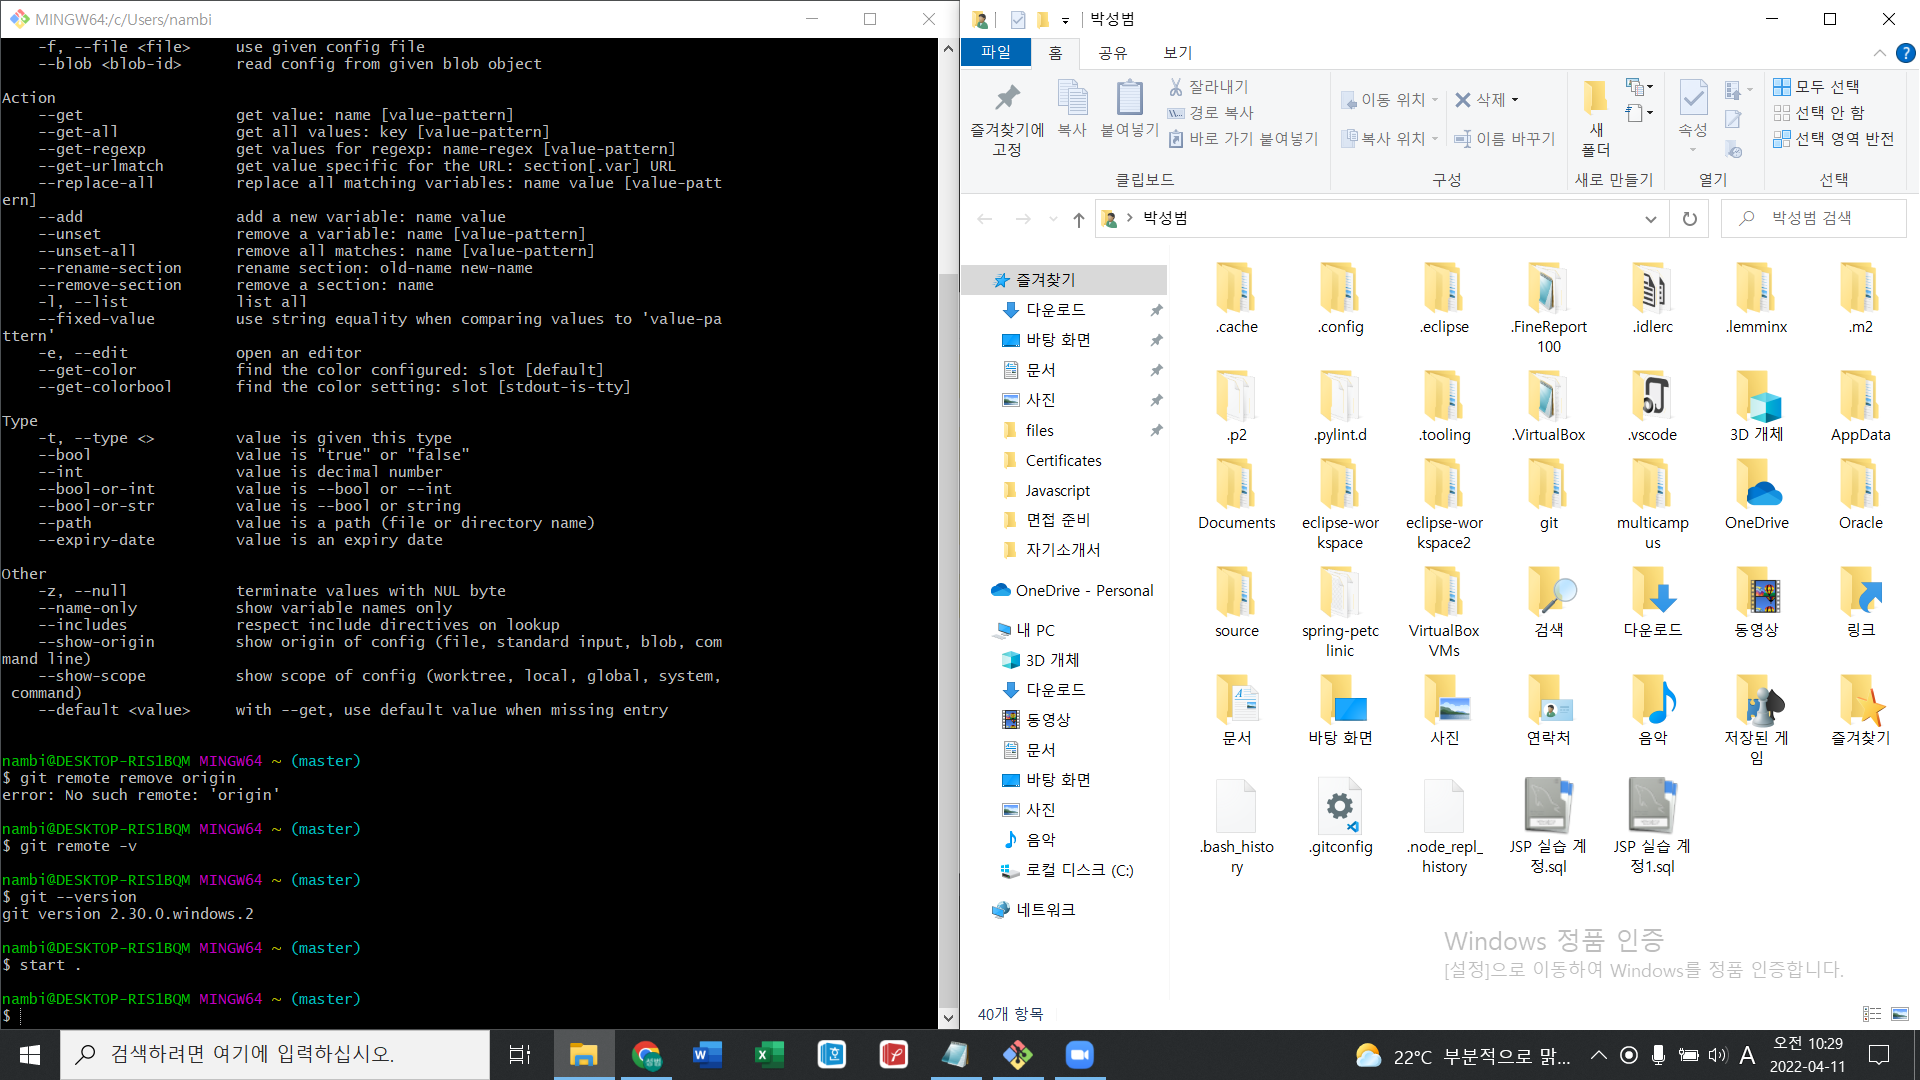 MINGW64:/c/Users/nambi
-f, --file <file> use given config file
--blob <blob-id> read config from given blob object
Action
--get get value: name [value-pattern]
--get-all get all values: key [value-pattern]
--get-regexp get values for regexp: name-regex [value-pattern]
--get-urlmatch get value specific for the URL: section[.var] URL
--replace-all replace all matching variables: name value [value-patt
ern]
--add add a new variable: name value
--unset remove a variable: name [value-pattern]
--unset-all remove all matches: name [value-pattern]
--rename-section rename section: old-name new-name
--remove-section remove a section: name
-l, --list list all
--fixed-value use string equality when comparing values to 'value-pa
ttern'
-e, --edit open an editor
--get-color find the color configured: slot [default]
--get-colorbool find the color setting: slot [stdout-is-tty]
Type
-t, --type <> value is given this type
--bool value is "true" or "false"
--int value is decimal number
--bool-or-int value is --bool or --int
--bool-or-str value is --bool or string
--path value is a path (file or directory name)
--expiry-date value is an expiry date
Other
-z, --null terminate values with NUL byte
--name-only show variable names only
--includes respect include directives on lookup
--show-origin show origin of config (file, standard input, blob, com
mand line)
--show-scope show scope of config (worktree, local, global, system,
command)
--default <value> with --get, use default value when missing entry
nambi@DESKTOP-RIS1BQM MINGW64 ~ (master)
$ git remote remove origin
error: No such remote: 'origin'
nambi@DESKTOP-RIS1BQM MINGW64 ~ (master)
$ git remote -v
nambi@DESKTOP-RIS1BQM MINGW64 ~ (master)
$ git --version
git version 2.30.0.windows.2
nambi@DESKTOP-RIS1BQM MINGW64 ~ (master)
$ start .
nambi@DESKTOP-RIS1BQM MINGW64 ~ (master)
$
박성범
파일 홈 공유 보기
즐겨찾기에
고정
복사
붙여넣기
잘라내기
경로 복사
바로 가기 붙여넣기
클립보드
이동 위치
복사 위치
삭제
이름 바꾸기
구성
새
폴더
새로 만들기
속성
열기
모두 선택
선택 안 함
선택 영역 반전
선택
박성범
박성범 검색
즐겨찾기
다운로드
바탕 화면
문서
사진
files
Certificates
Javascript
면접 준비
자기소개서
OneDrive - Personal
내 PC
3D 개체
다운로드
동영상
문서
바탕 화면
사진
음악
로컬 디스크 (C:)
네트워크
.cache
.config
.eclipse
.FineReport
100
.idlerc
.lemminx
.m2
.p2
.pylint.d
.tooling
.VirtualBox
.vscode
3D 개체
AppData
Documents
eclipse-wor
kspace
eclipse-wor
kspace2
git
multicamp
us
OneDrive
Oracle
source
spring-petc
linic
VirtualBox
VMs
검색
다운로드
동영상
링크
문서
바탕 화면
사진
연락처
음악
저장된 게
임
즐겨찾기
.bash_histo
ry
.gitconfig
.node_repl_
history
JSP 실습 계
정.sql
JSP 실습 계
정1.sql
Windows 정품 인증
[설정]으로 이동하여 Windows를 정품 인증합니다.
40개 항목
검색하려면 여기에 입력하십시오.
22°C 부분적으로 맑...
A
오전 10:29
2022-04-11